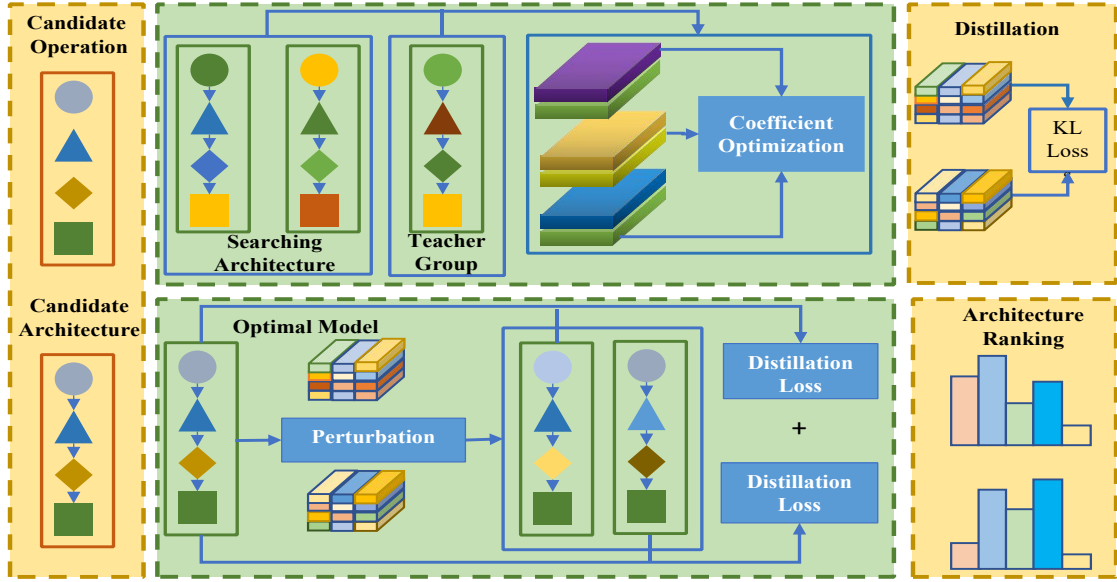 Candidate
Operation
Searching
Architecture
Teacher
Group
Coefficient
Optimization
Distillation
KL
Loss
Candidate
Architecture
Optimal Model
Perturbation
Distillation
Loss
+
Distillation
Loss
Architecture
Ranking